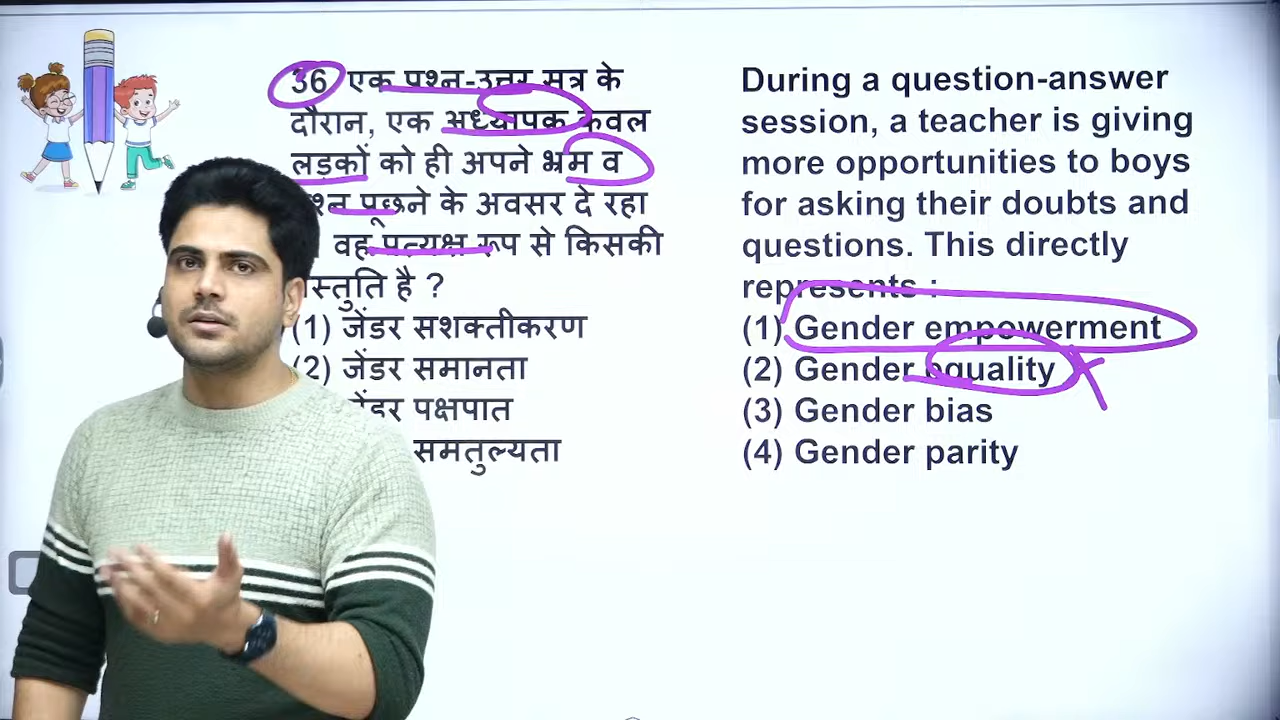 36 एक प्रश्न-उत्तर सत्र के
दौरान, एक अध्यापक केवल
लड़कों को ही अपने भ्रम व
पूछने के अवसर दे रहा
वह प्रत्यक्ष रूप से किसकी
है ?
(1) जेंडर सशक्तीकरण
(2) जेंडर समानता
जेंडर पक्षपात
समतुल्यता
During a question-answer
session, a teacher is giving
more opportunities to boys
for asking their doubts and
questions. This directly
represents :
(1) Gender empowerment
(2) Gender equality
(3) Gender bias
(4) Gender parity